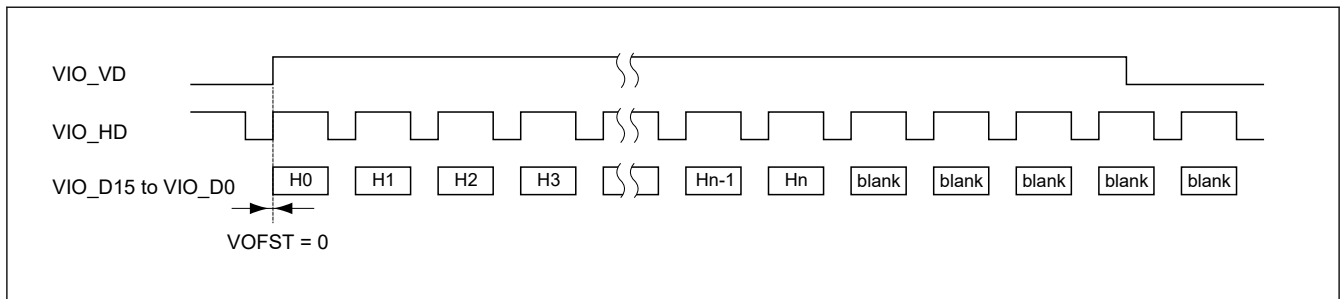 VIO_VD
VIO_HD
VIO_D15 to VIO_D0 H0 H1 H2 H3 Hn-1 Hn blank blank blank blank blank
VOFST = 0